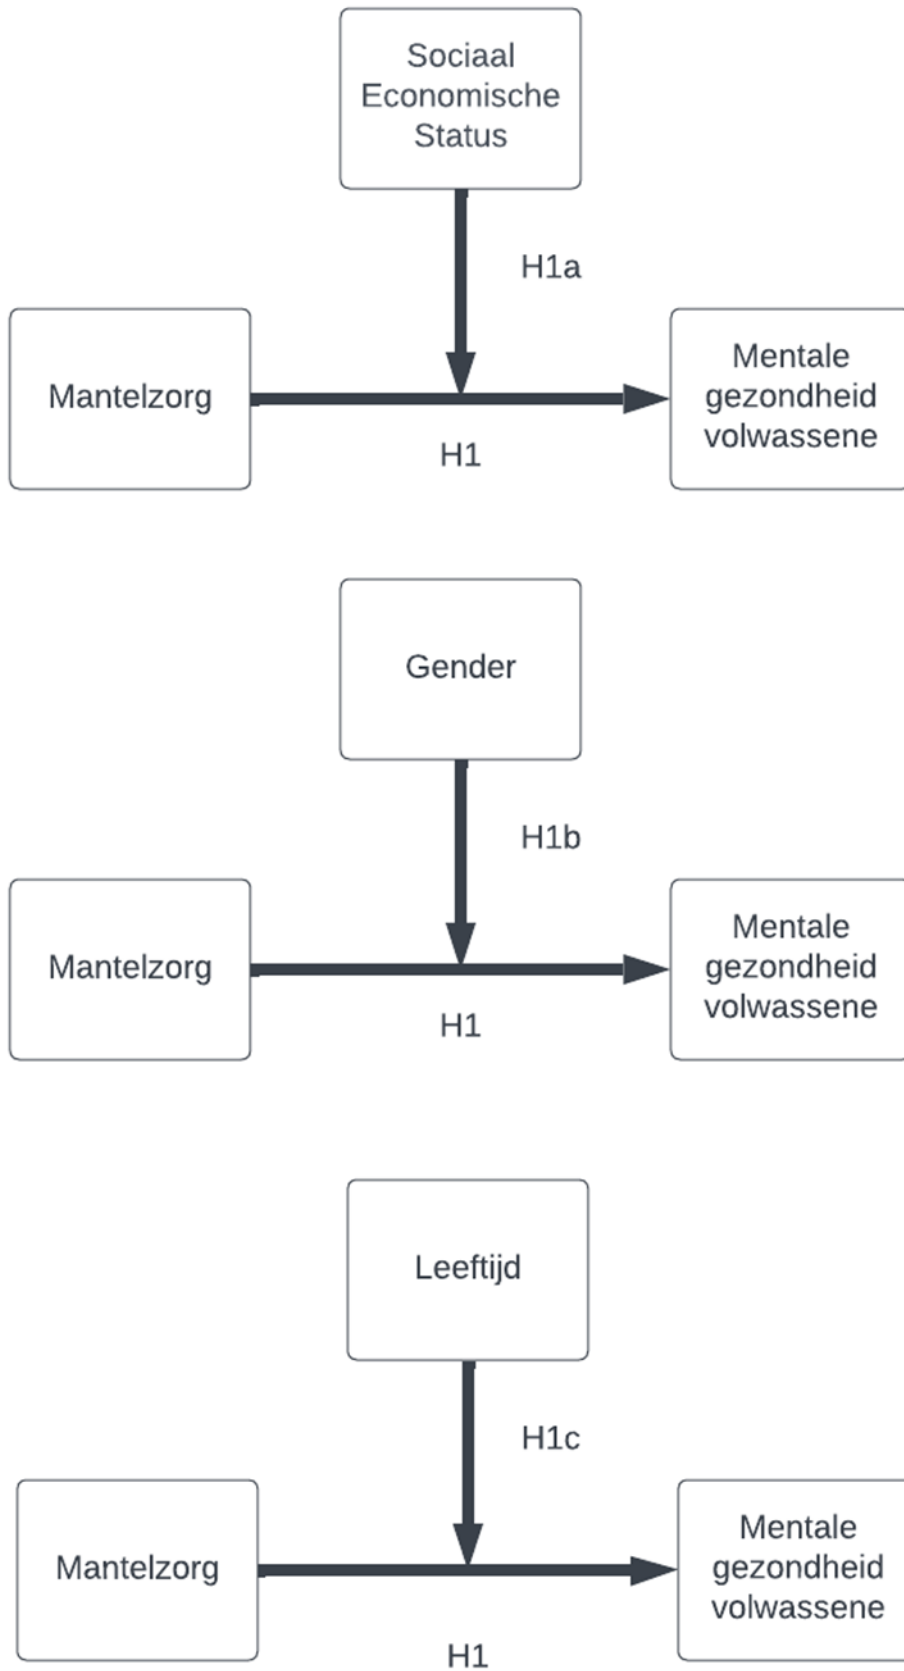 Sociaal
Economische
Status
H1a
Mantelzorg
Mentale
gezondheid
volwassene
H1
Gender
H1b
Mantelzorg
Mentale
gezondheid
volwassene
H1
Leeftijd
H1c
Mantelzorg
Mentale
gezondheid
volwassene
H1